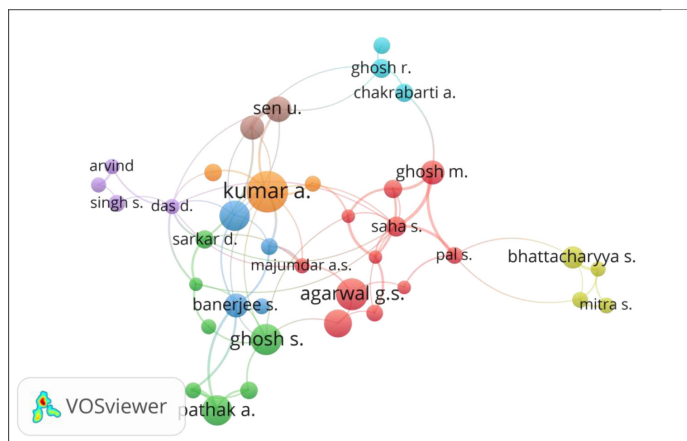 ghosh r.
chakrabarti a.
sen u.
arvind
ghosh m.
kumar a.
singh s.
das d.
saha s.
sarkar d.
pal s.
bhattacharyya s.
majumdar a,s.
agarwal g.s.
banerjee s.
mitra s.
ghosh s.
pathak a.
VOSviewer